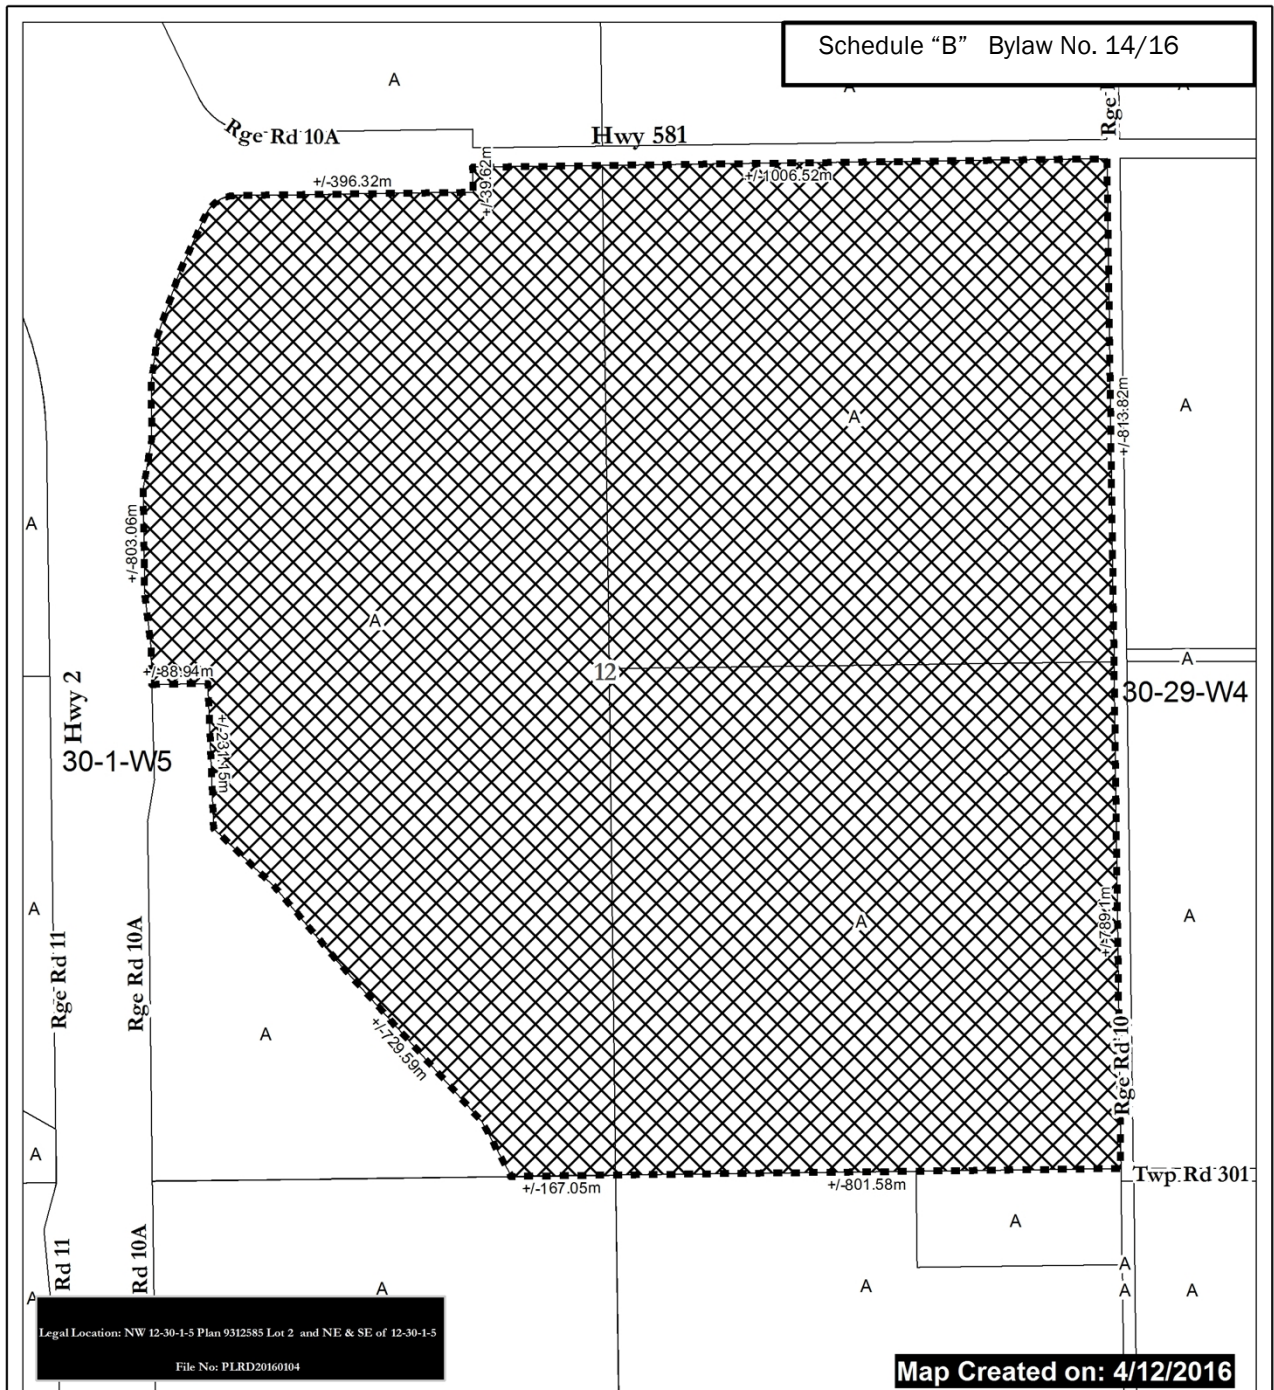 Schedule “B” Bylaw No. 14/16
A
A
A
Rge
Rge Rd 10A
Hwy 581
+/-39.62m
+/-396.32m
+/-1006.52m
+/-813.82m
A
A
A
+/-803.06m
A
+/-88.94m
12
A
30-29-W4
Hwy 2
+/-231.15m
30-1-W5
A
A
A
+/-789.1m
Rge Rd 11
Rge Rd 10A
A
+/-729.59m
Rge Rd 10
A
Twp Rd 301
+/-167.05m
+/-801.58m
A
Rd 11
Rd 10A
A
A
A
A
A
A
Legal Location: NW 12-30-1-5 Plan 9312585 Lot 2 and NE & SE of 12-30-1-5
File No: PLRD20160104
Map Created on: 4/12/2016